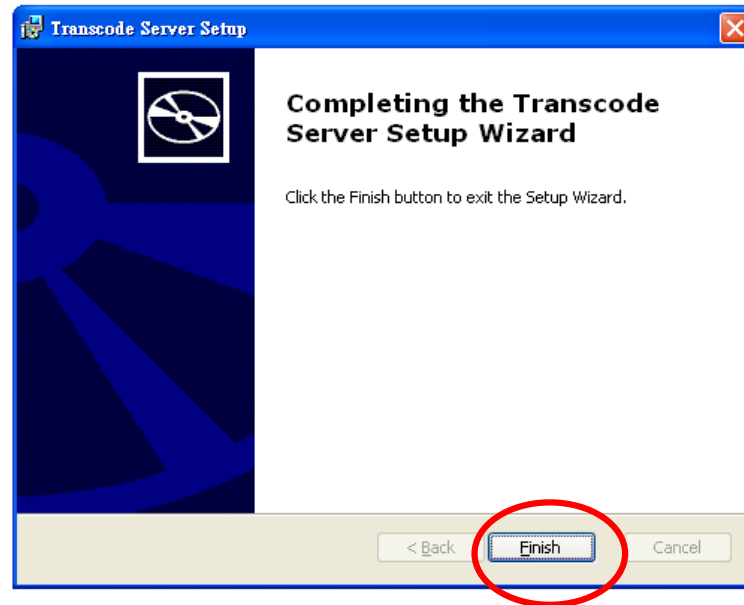 Transcode Server Setup
Completing the Transcode
Server Setup Wizard
Click the Finish button to exit the Setup Wizard.
< Back
Finish
Cancel